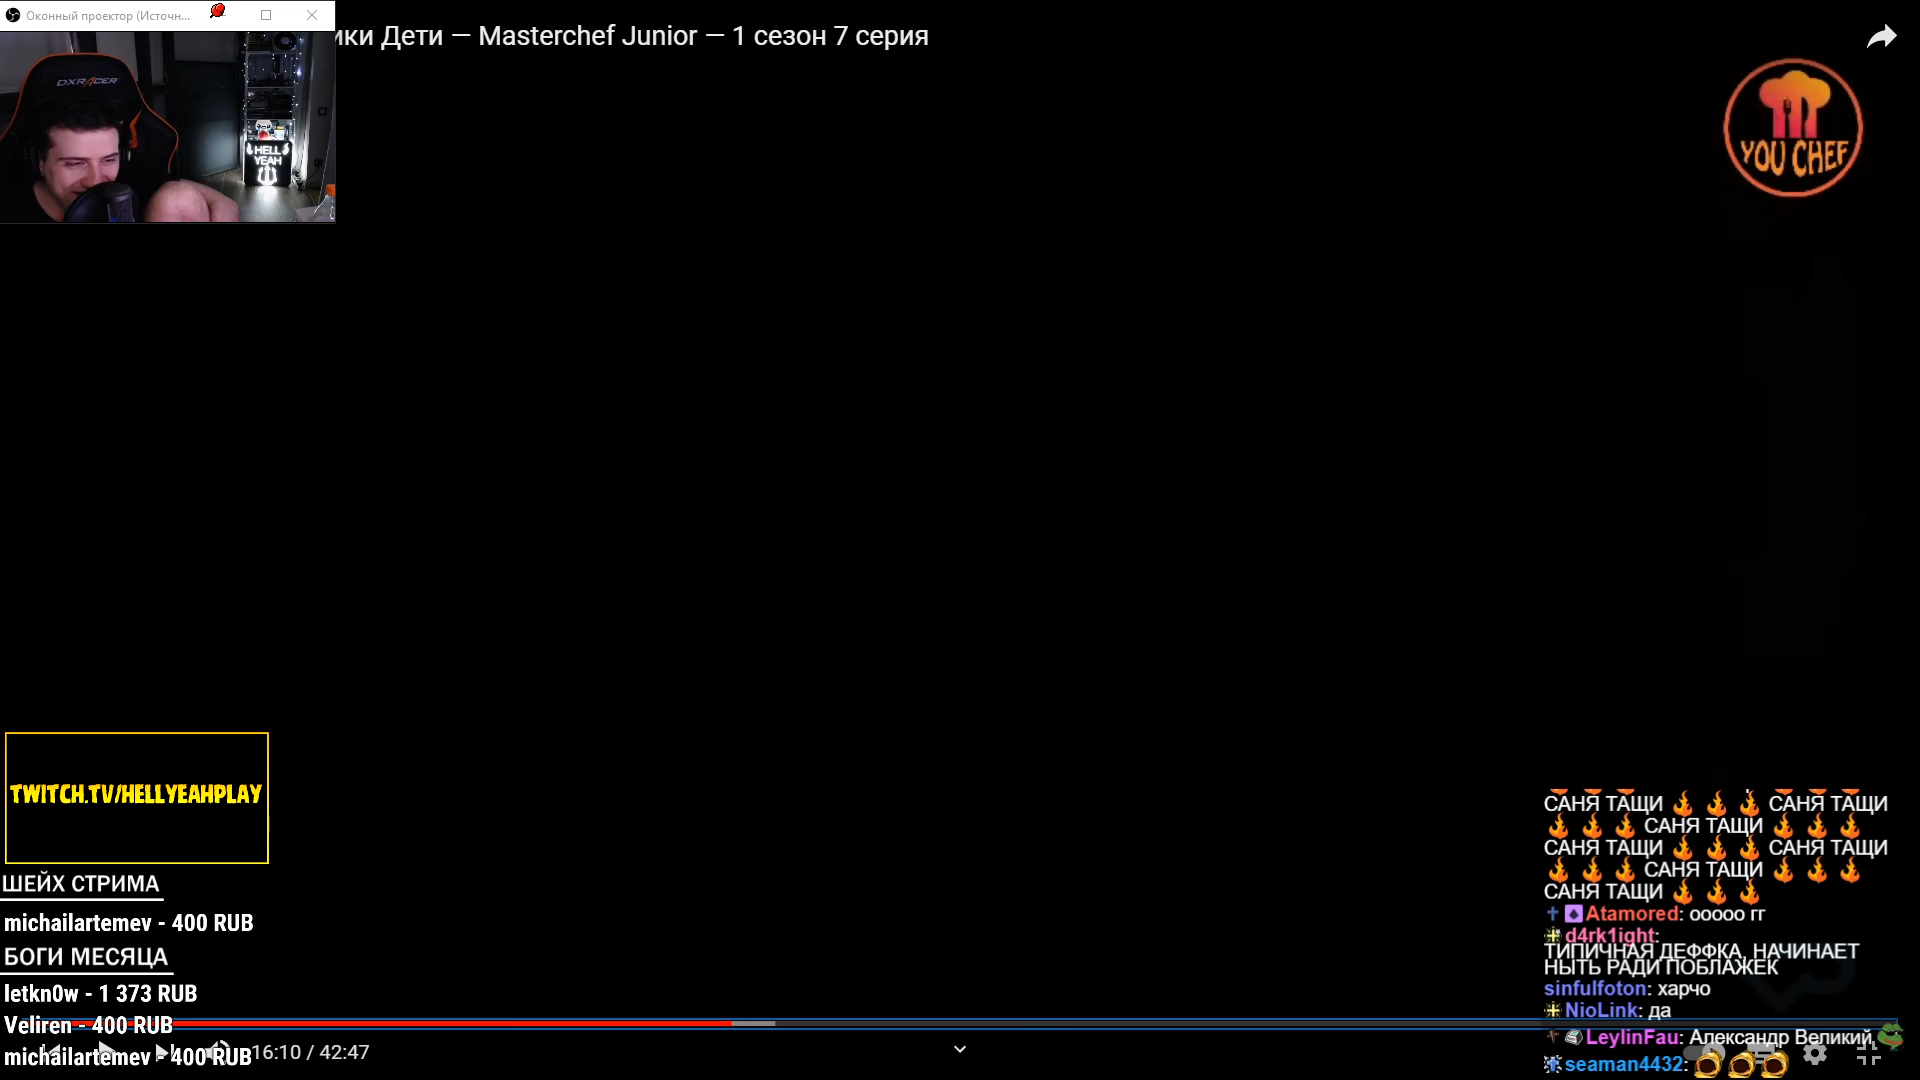 Оконный проектор (Источн...
ики Дети — Masterchef Junior — 1 сезон 7 серия
DXRACER
HELL
YEAH
YOU CHEF
TWITCH.TV/HELLYEAHPLAY
ШЕЙХ СТРИМА
michailartemev - 400 RUB
БОГИ МЕСЯЦА
letkn0w - 1 373 RUB
Veliren - 400 RUB
michailartemev - 400 RUB
16:10 / 42:47
САНЯ ТАЩИ 🔥 🔥 🔥 САНЯ ТАЩИ
🔥 🔥 🔥 САНЯ ТАЩИ 🔥 🔥 🔥
САНЯ ТАЩИ 🔥 🔥 🔥 САНЯ ТАЩИ
🔥 🔥 🔥 САНЯ ТАЩИ 🔥 🔥 🔥
САНЯ ТАЩИ 🔥 🔥 🔥
Atamored: ооооо гг
d4rk1ight:
ТИПИЧНАЯ ДЕФФКА, НАЧИНАЕТ
НЫТЬ РАДИ ПОБЛАЖЕК
sinfulfoton: харчо
NioLink: да
LeylinFau: Александр Великий
seaman4432: